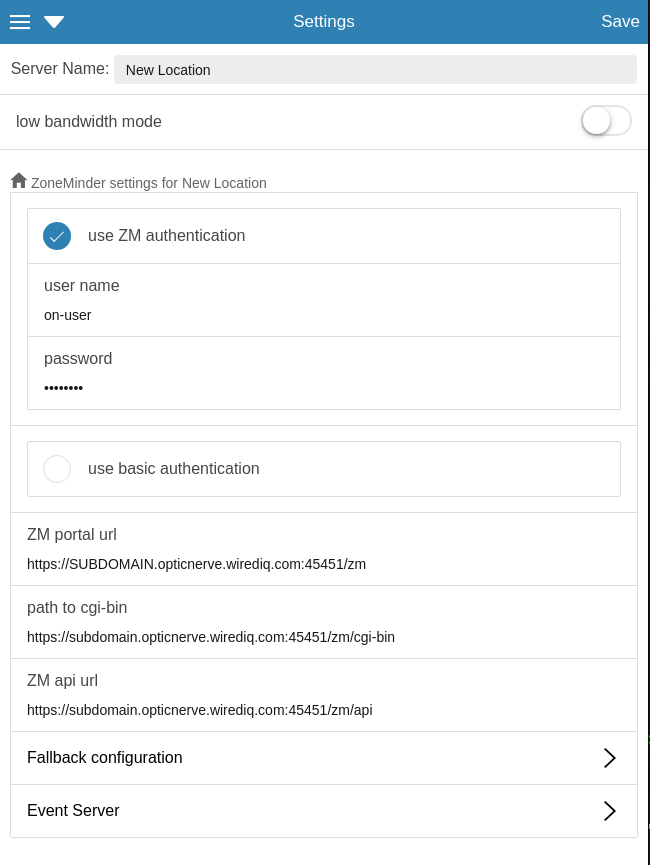 Settings
Save
Server Name: New Location
low bandwidth mode
ZoneMinder settings for New Location
use ZM authentication
user name
on-user
password
••••••••
use basic authentication
ZM portal url
https://SUBDOMAIN.opticnerve.wirediq.com:45451/zm
path to cgi-bin
https://subdomain.opticnerve.wirediq.com:45451/zm/cgi-bin
ZM api url
https://subdomain.opticnerve.wirediq.com:45451/zm/api
Fallback configuration
Event Server